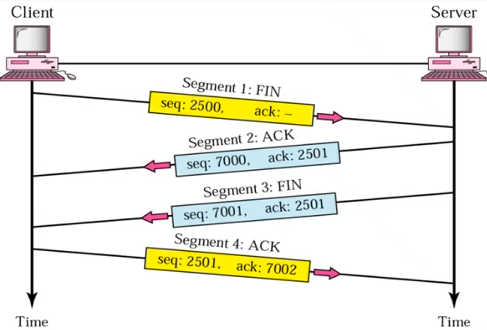 Client
Server
Segment 1: FIN
seq: 2500, ack: –
Segment 2: ACK
seq: 7000, ack: 2501
Segment 3: FIN
seq: 7001, ack: 2501
Segment 4: ACK
seq: 2501, ack: 7002
Time
Time